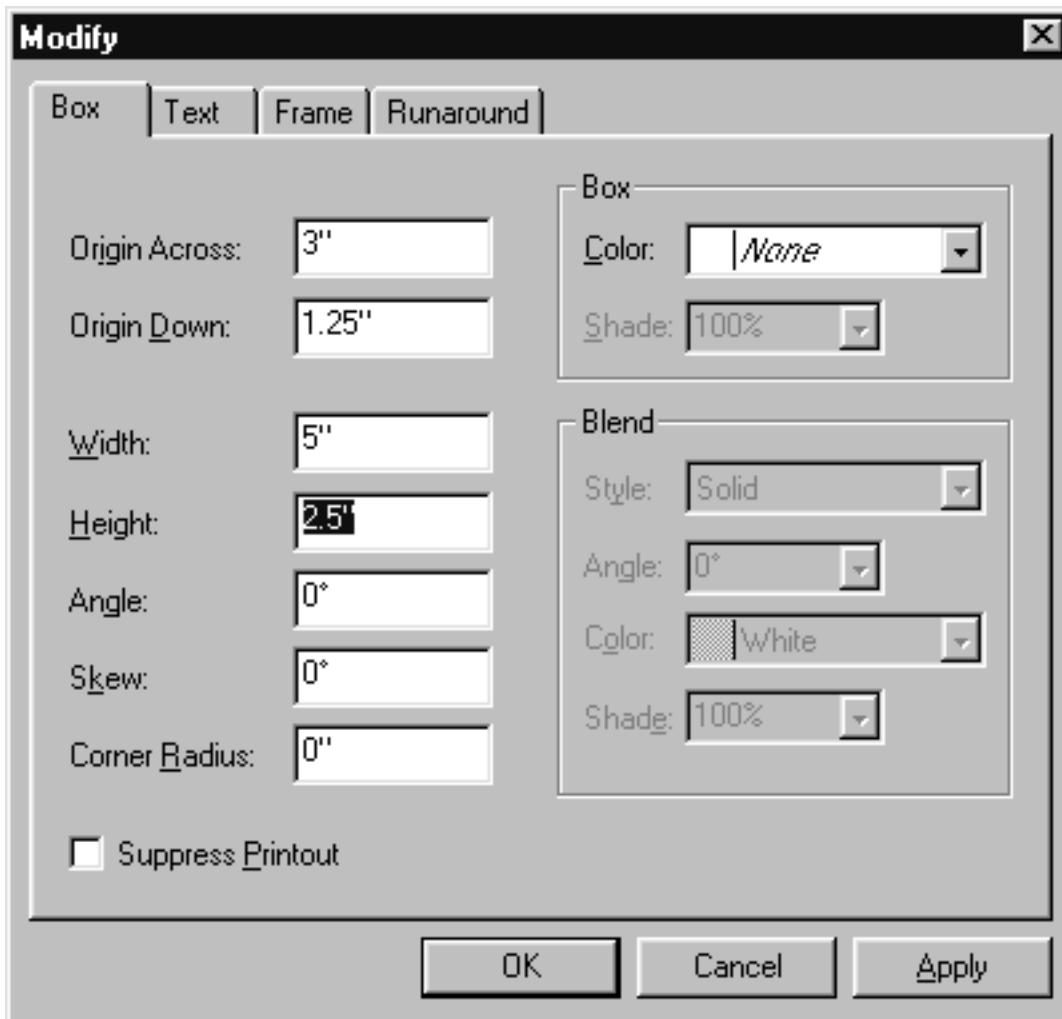 Modify
Box Text Frame Runaround
Origin Across: 3"
Origin Down: 1.25"
Width: 5"
Height: 2.5"
Angle: 0°
Skew: 0°
Corner Radius: 0"
Suppress Printout
Box
Color: None
Shade: 100%
Blend
Style: Solid
Angle: 0°
Color: White
Shade: 100%
OK Cancel Apply